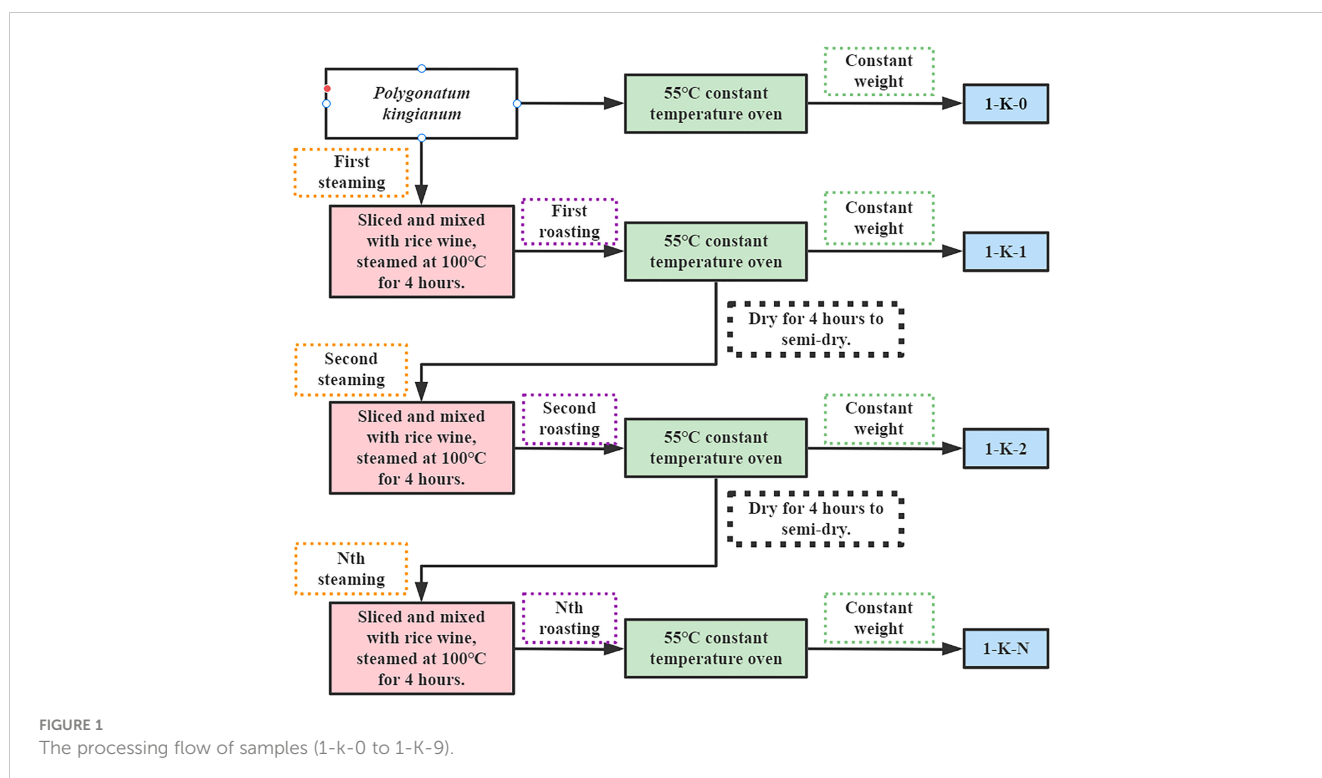 Polygonatum
kingianum
55°C constant
temperature oven
Constant
weight
1-K-0
First
steaming
Sliced and mixed
with rice wine,
steamed at 100°C
for 4 hours.
First
roasting
55°C constant
temperature oven
Constant
weight
1-K-1
Dry for 4 hours to
semi-dry.
Second
steaming
Sliced and mixed
with rice wine,
steamed at 100°C
for 4 hours.
Second
roasting
55°C constant
temperature oven
Constant
weight
1-K-2
Dry for 4 hours to
semi-dry.
Nth
steaming
Sliced and mixed
with rice wine,
steamed at 100°C
for 4 hours.
Nth
roasting
55°C constant
temperature oven
Constant
weight
1-K-N
FIGURE 1
The processing flow of samples (1-k-0 to 1-K-9).